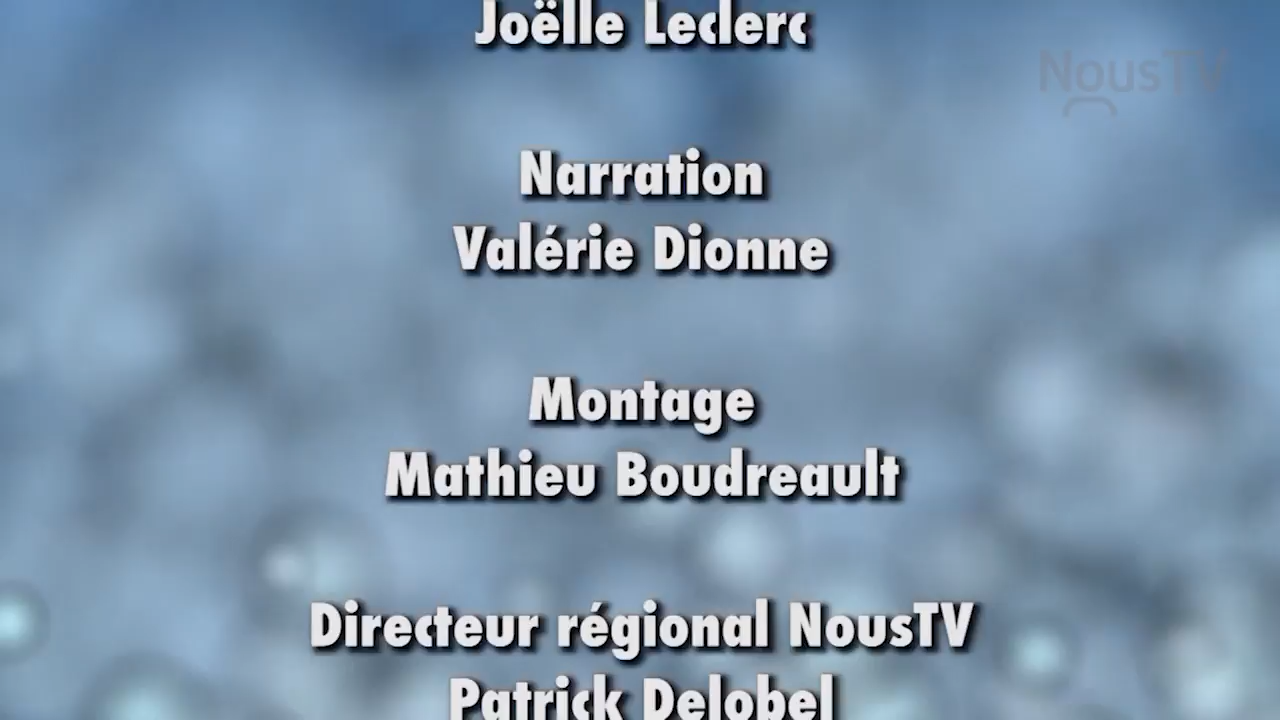 Joëlle Leclerc
NousTV
Narration
Valérie Dionne
Montage
Mathieu Boudreault
Directeur régional NousTV
Patrick Delobel